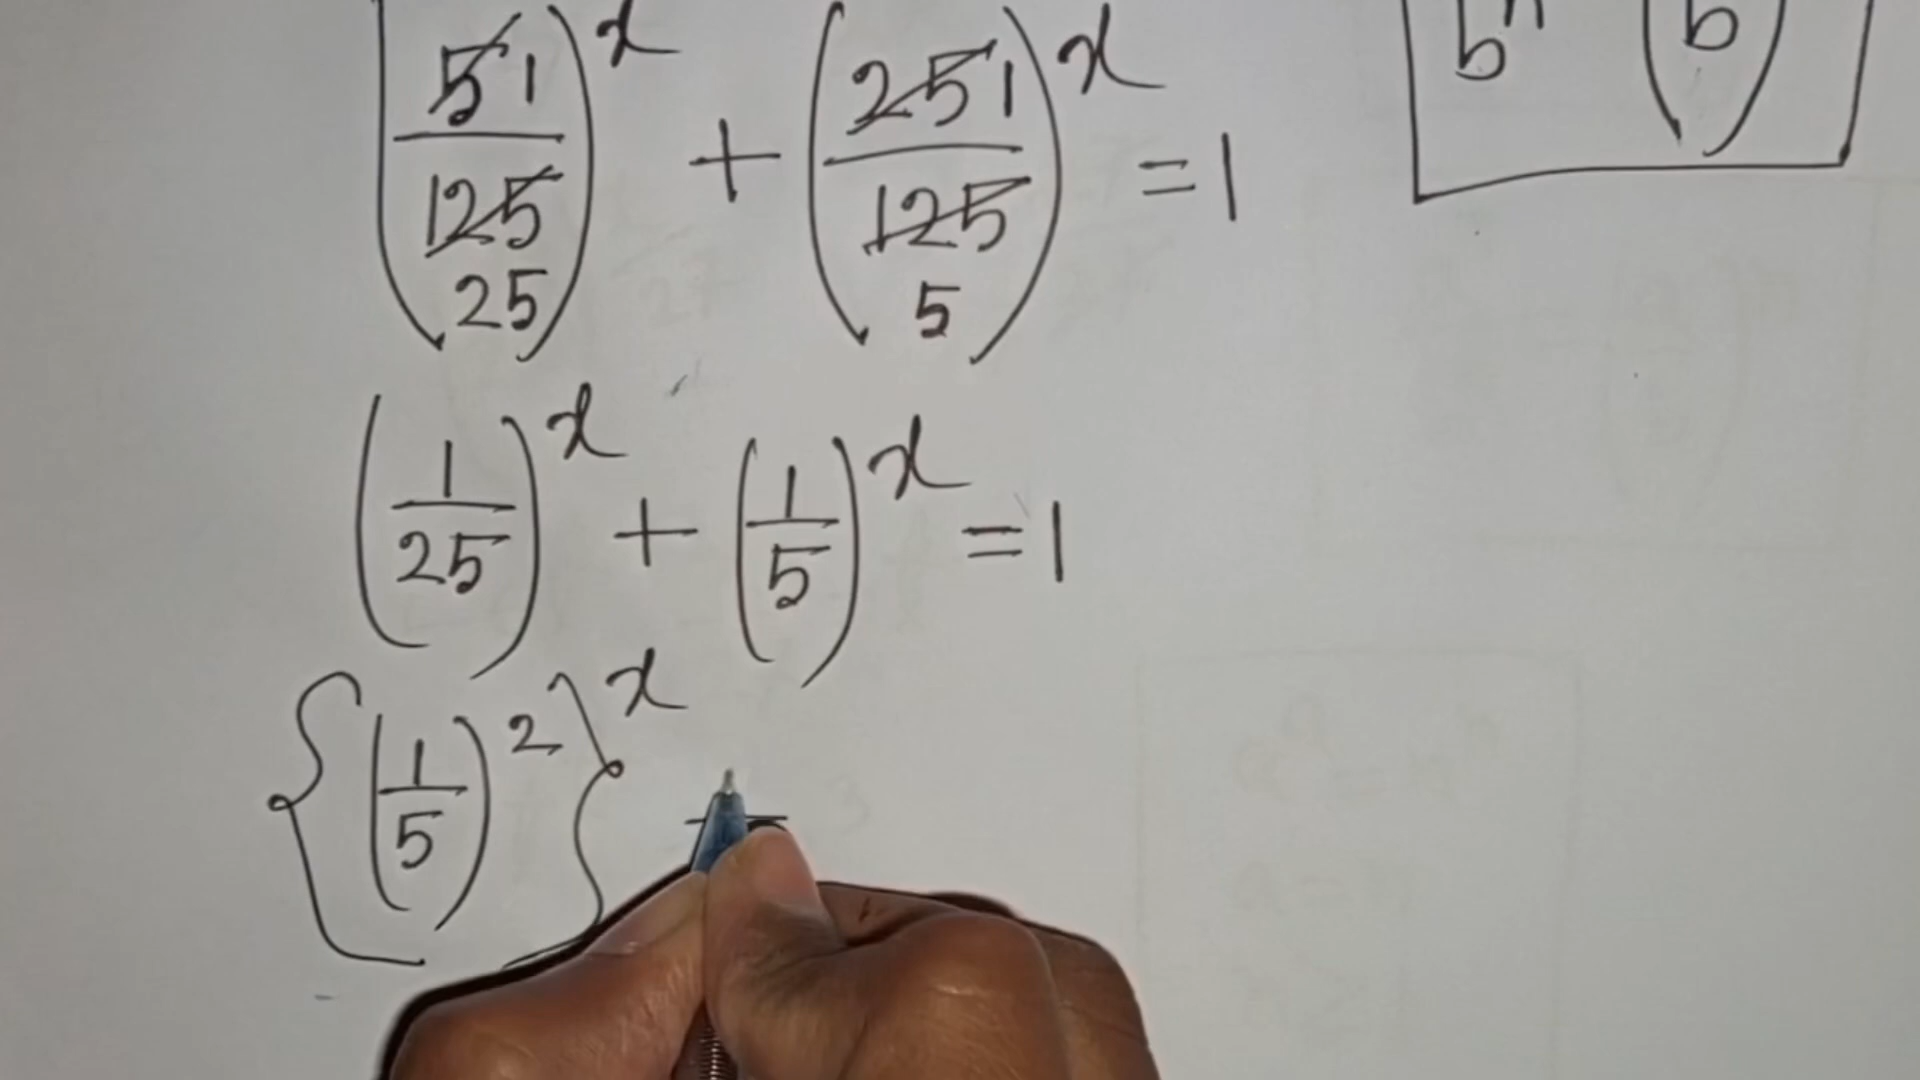 (5 1 / 125 25)^x + (25 1 / 125 5)^x = 1
b^n (b)
(1/25)^x + (1/5)^x = 1
{(1/5)^2}^x +